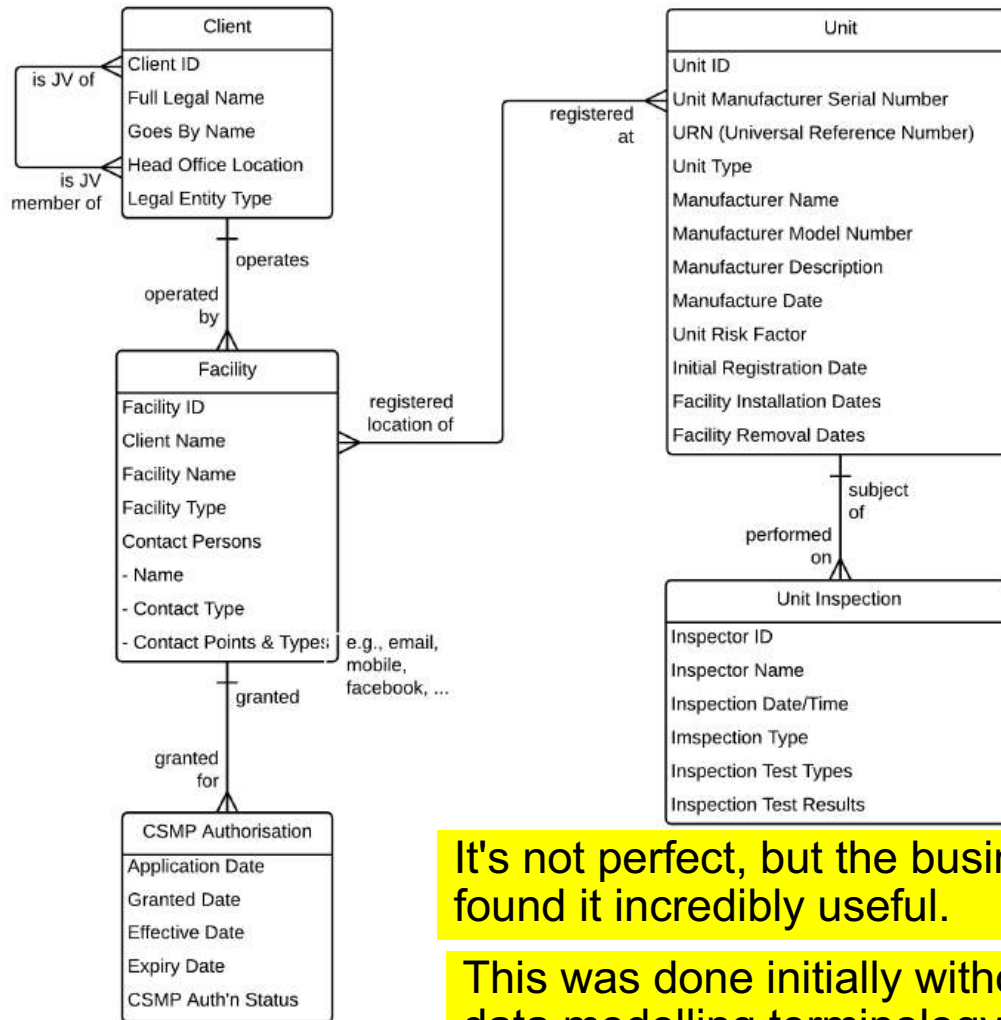 Client
Client ID
Full Legal Name
Goes By Name
Head Office Location
Legal Entity Type
is JV of
is JV
member of
operates
operated
by
Facility
Facility ID
Client Name
Facility Name
Facility Type
Contact Persons
- Name
- Contact Type
- Contact Points & Types
e.g., email,
mobile,
facebook, ...
granted
granted
for
CSMP Authorisation
Application Date
Granted Date
Effective Date
Expiry Date
CSMP Auth'n Status
registered
at
registered
location of
Unit
Unit ID
Unit Manufacturer Serial Number
URN (Universal Reference Number)
Unit Type
Manufacturer Name
Manufacturer Model Number
Manufacturer Description
Manufacture Date
Unit Risk Factor
Initial Registration Date
Facility Installation Dates
Facility Removal Dates
subject
of
performed
on
Unit Inspection
Inspector ID
Inspector Name
Inspection Date/Time
Imspection Type
Inspection Test Types
Inspection Test Results
It's not perfect, but the
found it incredibly useful.
This was done initially
data modelling terminology